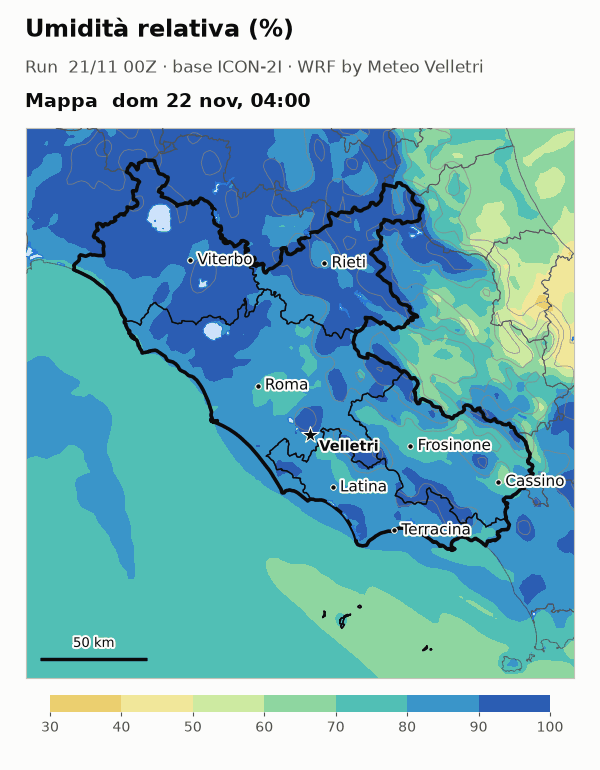 Umidità relativa (%)
Run  21/11 00Z · base ICON-2I · WRF by Meteo Velletri
Mappa  dom 22 nov, 04:00
Viterbo
Rieti
Roma
Velletri
Frosinone
Cassino
Latina
Terracina
50 km
30 40 50 60 70 80 90 100